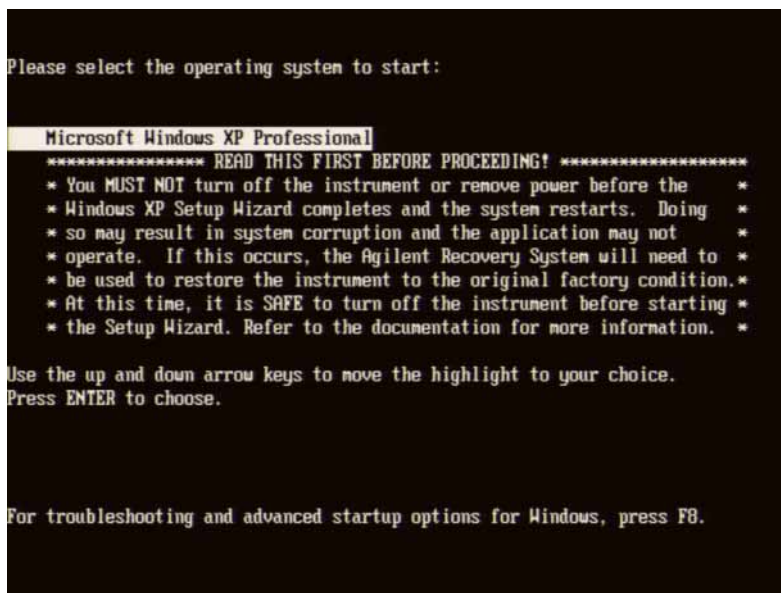 Please select the operating system to start:
Microsoft Windows XP Professional
**************** READ THIS FIRST BEFORE PROCEEDING! *******************
* You MUST NOT turn off the instrument or remove power before the *
* Windows XP Setup Wizard completes and the system restarts. Doing *
* so may result in system corruption and the application may not *
* operate. If this occurs, the Agilent Recovery System will need to *
* be used to restore the instrument to the original factory condition.*
* At this time, it is SAFE to turn off the instrument before starting *
* the Setup Wizard. Refer to the documentation for more information. *
Use the up and down arrow keys to move the highlight to your choice.
Press ENTER to choose.
For troubleshooting and advanced startup options for Windows, press F8.